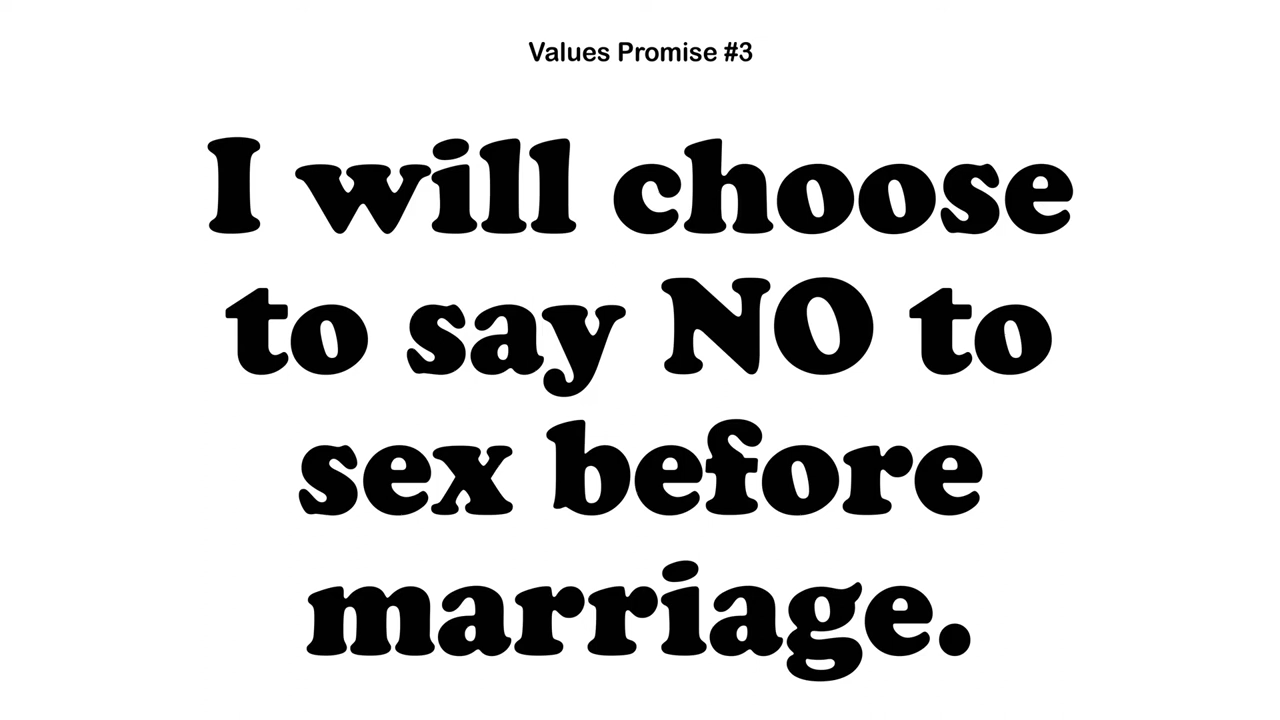 Values Promise #3
I will choose
to say NO to
sex before
marriage.